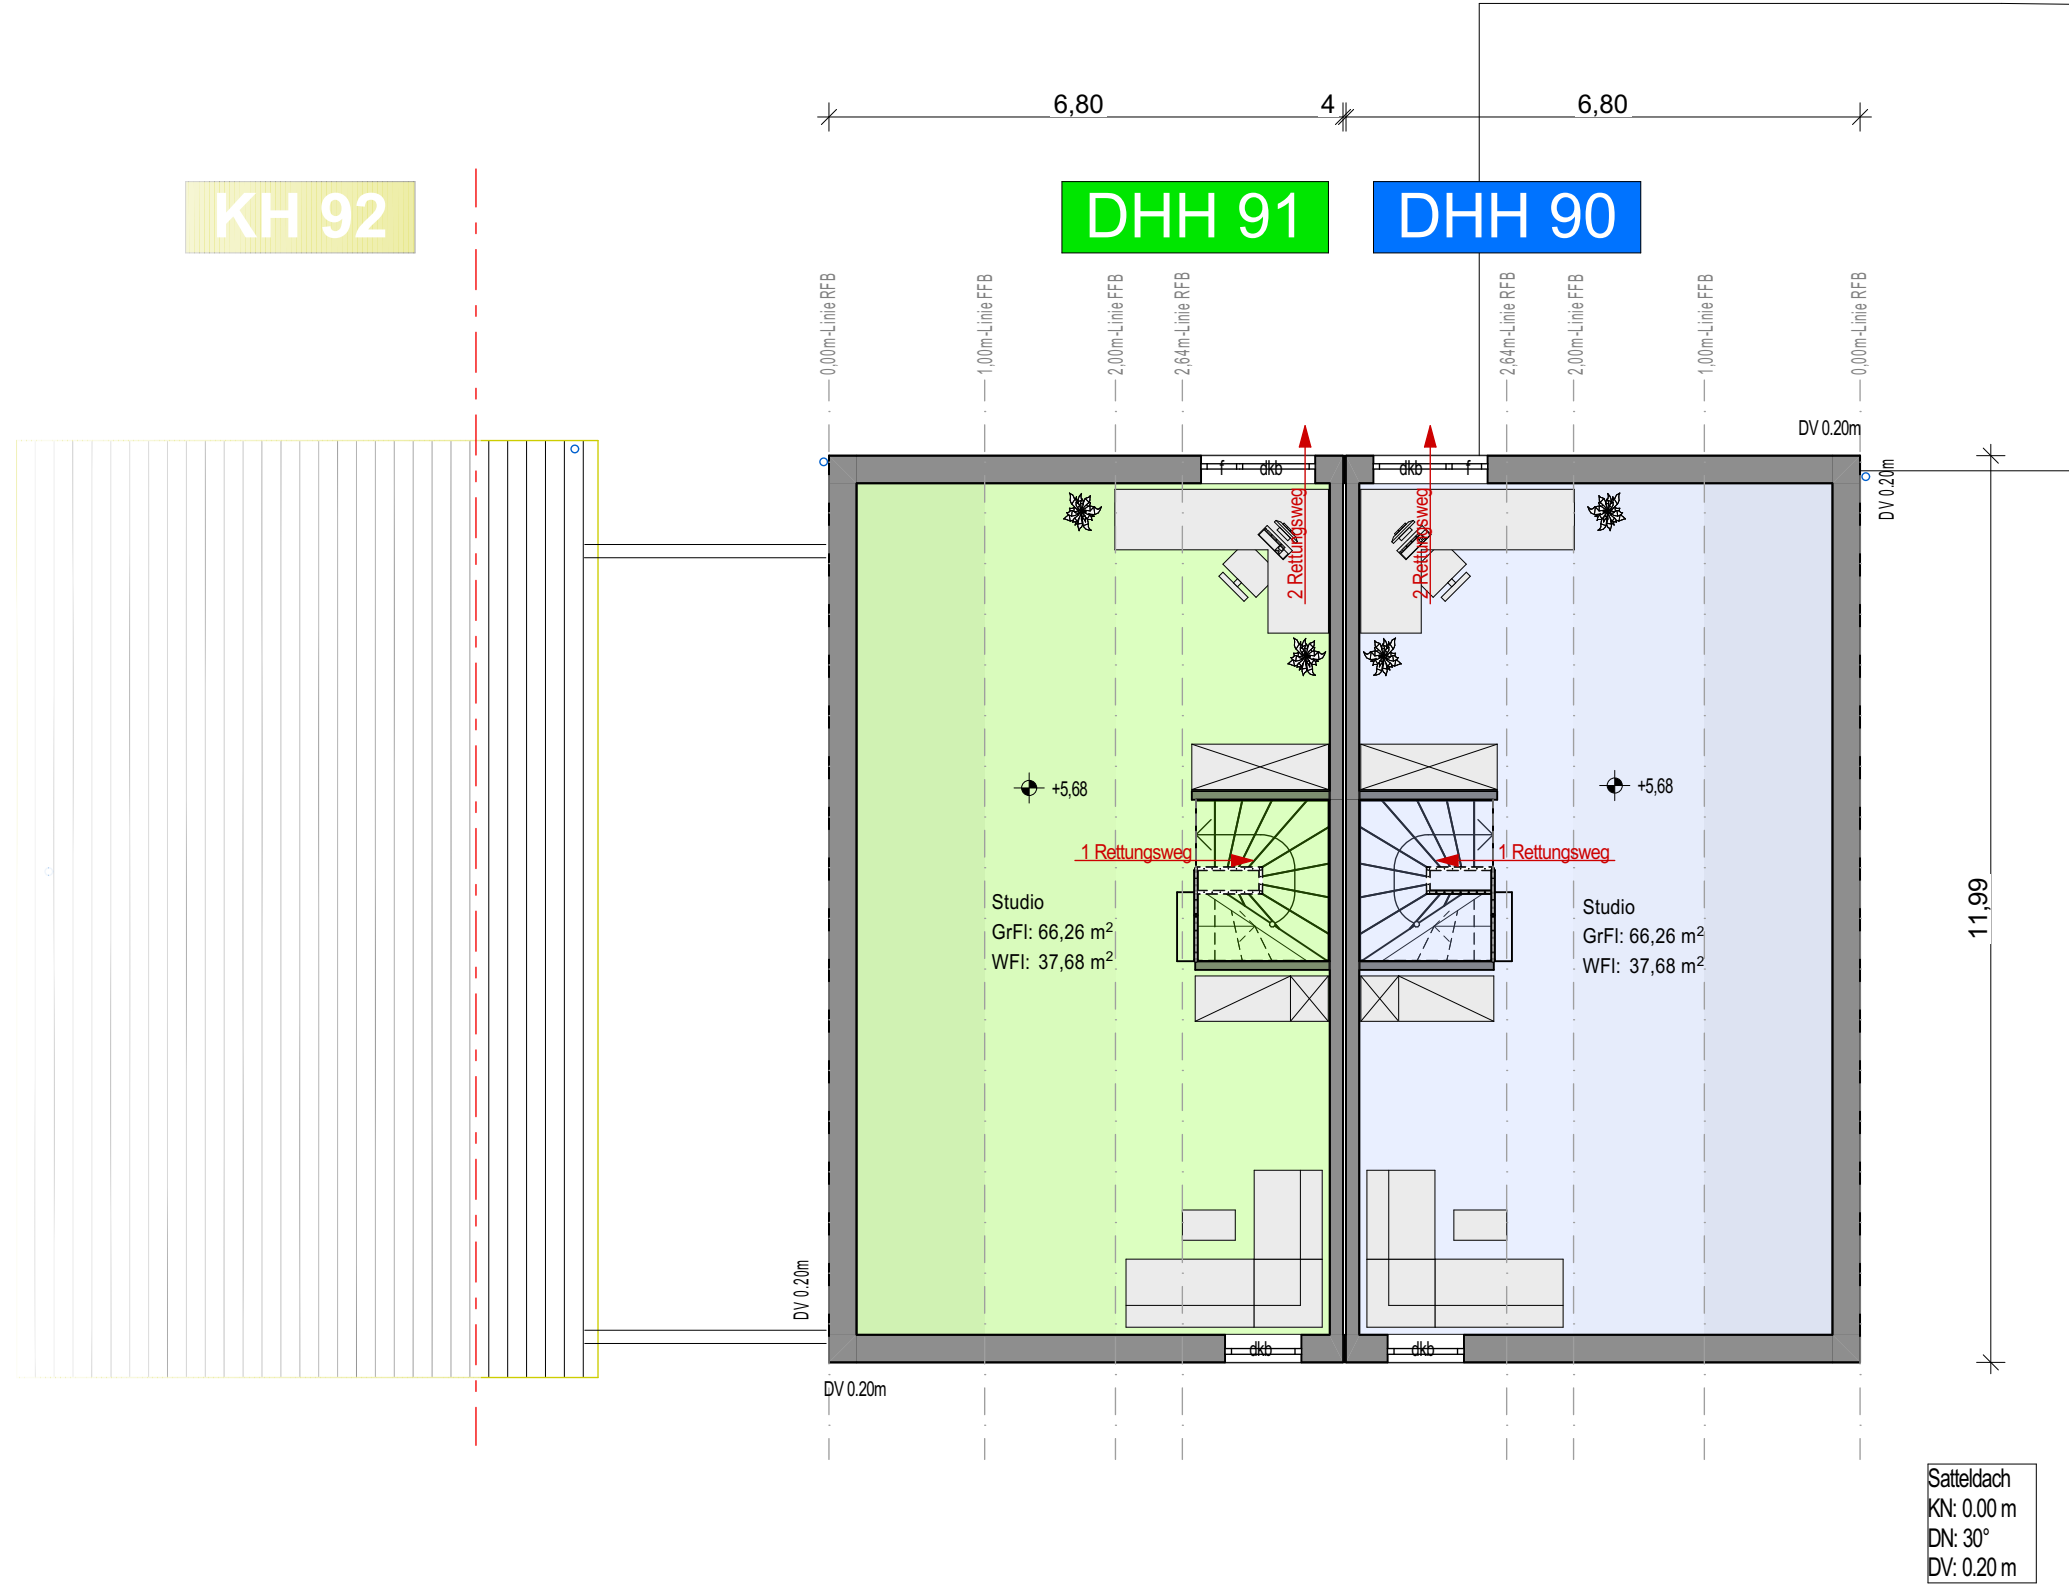 6,80
4
6,80
KH 92
DHH 91
DHH 90
0,00m-Linie RFB
1,00m-Linie FFB
2,00m-Linie FFB
2,64m-Linie RFB
2,64m-Linie RFB
2,00m-Linie FFB
1,00m-Linie FFB
0,00m-Linie RFB
DV 0.20m
DV 0.20m
f
dkb
dkb
f
2 Rettungsweg
2 Rettungsweg
+5,68
+5,68
1 Rettungsweg
1 Rettungsweg
Studio
GrFl: 66,26 m²
WFl: 37,68 m²
Studio
GrFl: 66,26 m²
WFl: 37,68 m²
11,99
DV 0.20m
dkb
dkb
DV 0.20m
Satteldach
KN: 0.00 m
DN: 30°
DV: 0.20 m